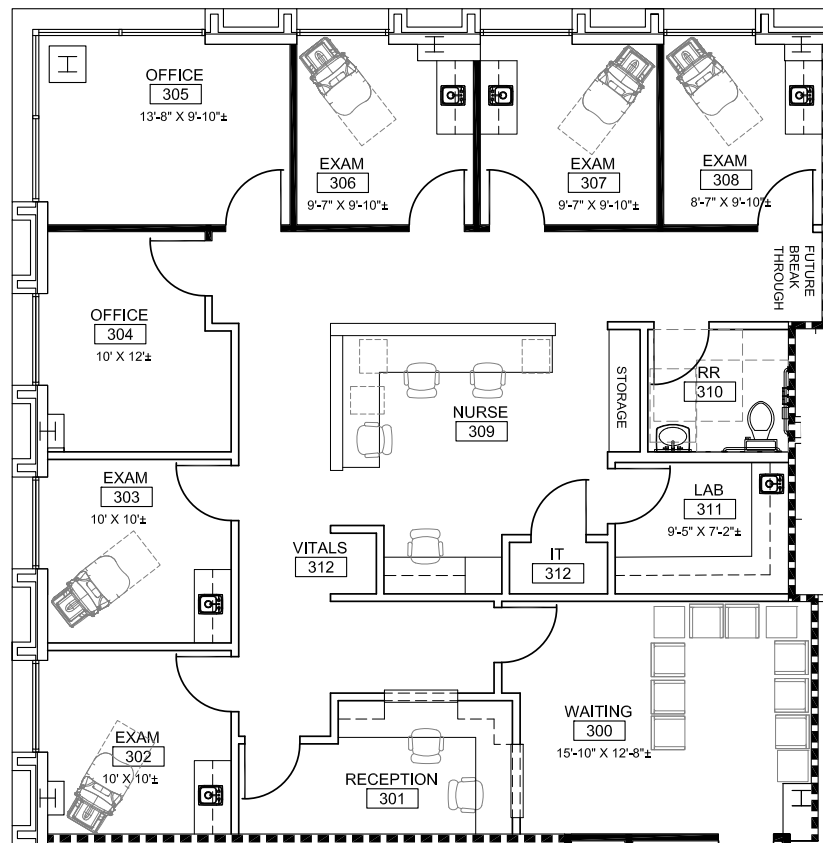 OFFICE
305
13'-8" X 9'-10"±
EXAM
306
9'-7" X 9'-10"±
EXAM
307
9'-7" X 9'-10"±
EXAM
308
8'-7" X 9'-10"±
FUTURE
BREAK
THROUGH
OFFICE
304
10' X 12'±
NURSE
309
STORAGE
RR
310
EXAM
303
10' X 10'±
LAB
311
9'-5" X 7'-2"±
VITALS
312
IT
312
EXAM
302
10' X 10'±
WAITING
300
15'-10" X 12'-8"±
RECEPTION
301